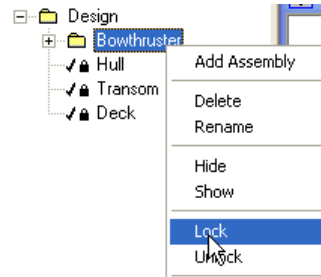 Design
Bowthruster
Hull
Transom
Deck
Add Assembly
Delete
Rename
Hide
Show
Lock
Unlock